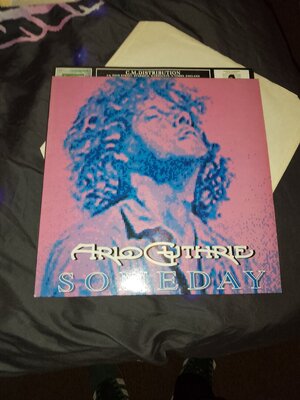 C.M. DISTRIBUTION
ARLO GUTHRIE
SOMEDAY